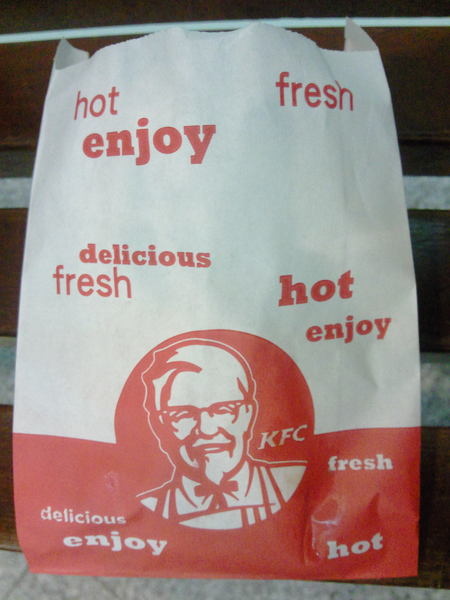 hot
fresh
enjoy
delicious
fresh
hot
enjoy
KFC
fresh
delicious
enjoy
hot